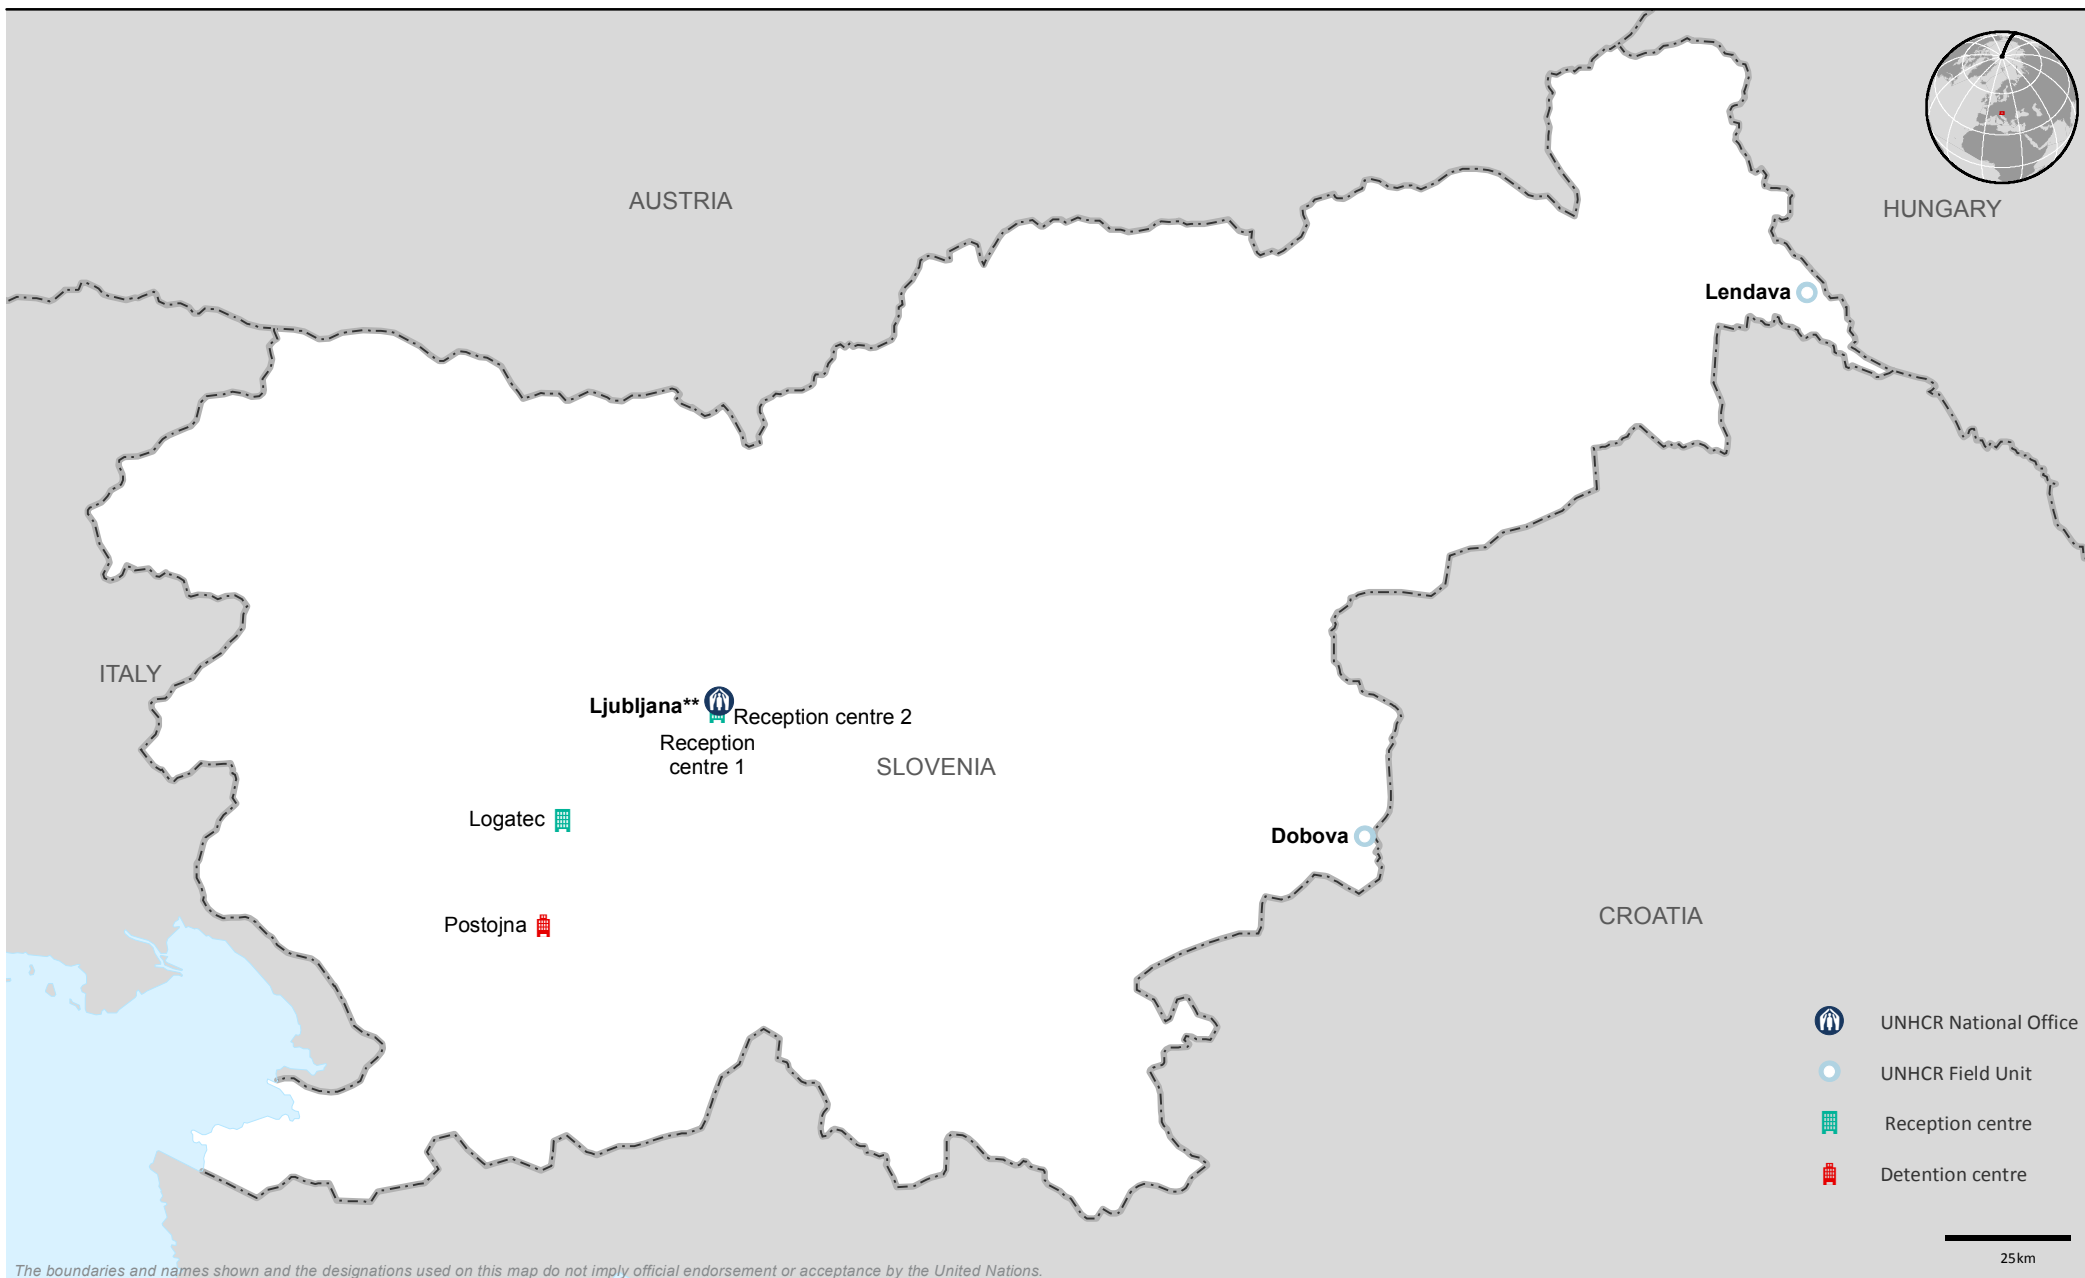 AUSTRIA
HUNGARY
Lendava
ITALY
Ljubljana**
Reception centre 2
Reception
centre 1
SLOVENIA
Logatec
Dobova
Postojna
CROATIA
UNHCR National Office
UNHCR Field Unit
Reception centre
Detention centre
25km
The boundaries and names shown and the designations used on this map do not imply official endorsement or acceptance by the United Nations.